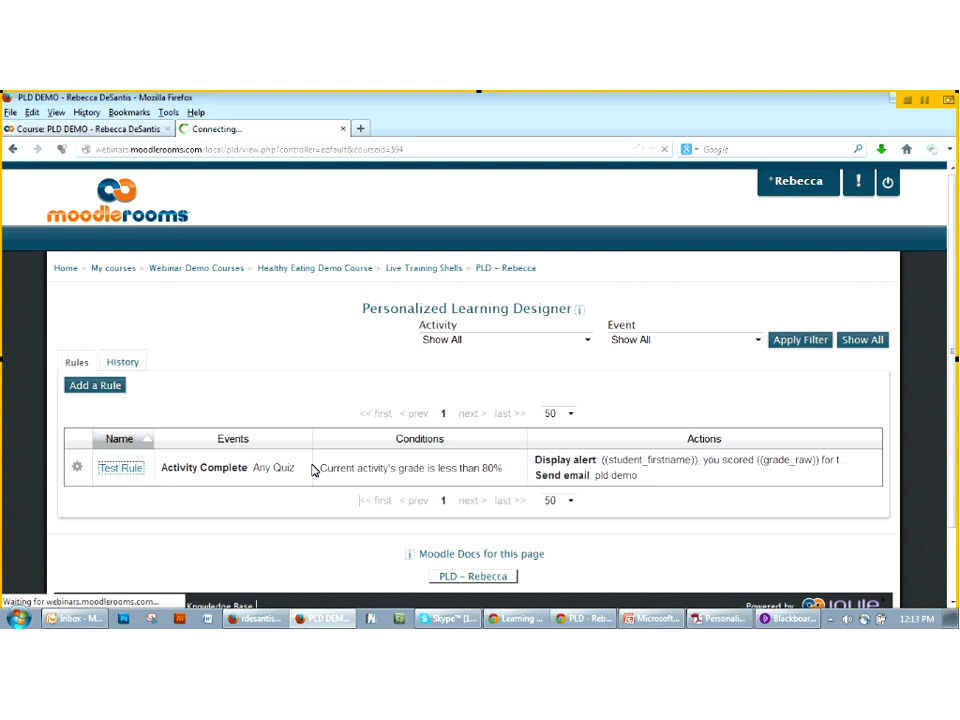 PLD DEMO - Rebecca DeSantis - Mozilla Firefox
File Edit View History Bookmarks Tools Help
Course: PLD DEMO - Rebecca DeSantis × Connecting... × +
webinars.moodlerooms.com/local/pld/view.php?controller=default&courseid=594 Google
moodlerooms
Rebecca !
Home ► My courses ► Webinar Demo Courses ► Healthy Eating Demo Course ► Live Training Shells ► PLD - Rebecca
Personalized Learning Designer
Activity Event
Show All Show All Apply Filter Show All
Rules History
Add a Rule
<< first < prev 1 next > last >> 50
Name Events Conditions Actions
Test Rule Activity Complete: Any Quiz Current activity's grade is less than 80% Display alert: ((student_firstname)), you scored ((grade_raw)) for t...
Send email: pld demo
<< first < prev 1 next > last >> 50
Moodle Docs for this page
PLD - Rebecca
Waiting for webinars.moodlerooms.com...
Knowledge Base Powered by joule
Inbox - M... rdesantis... PLD DEM... Skype™ [1... Learning ... PLD - Reb... Microsoft... Personali... Blackboar... 12:13 PM